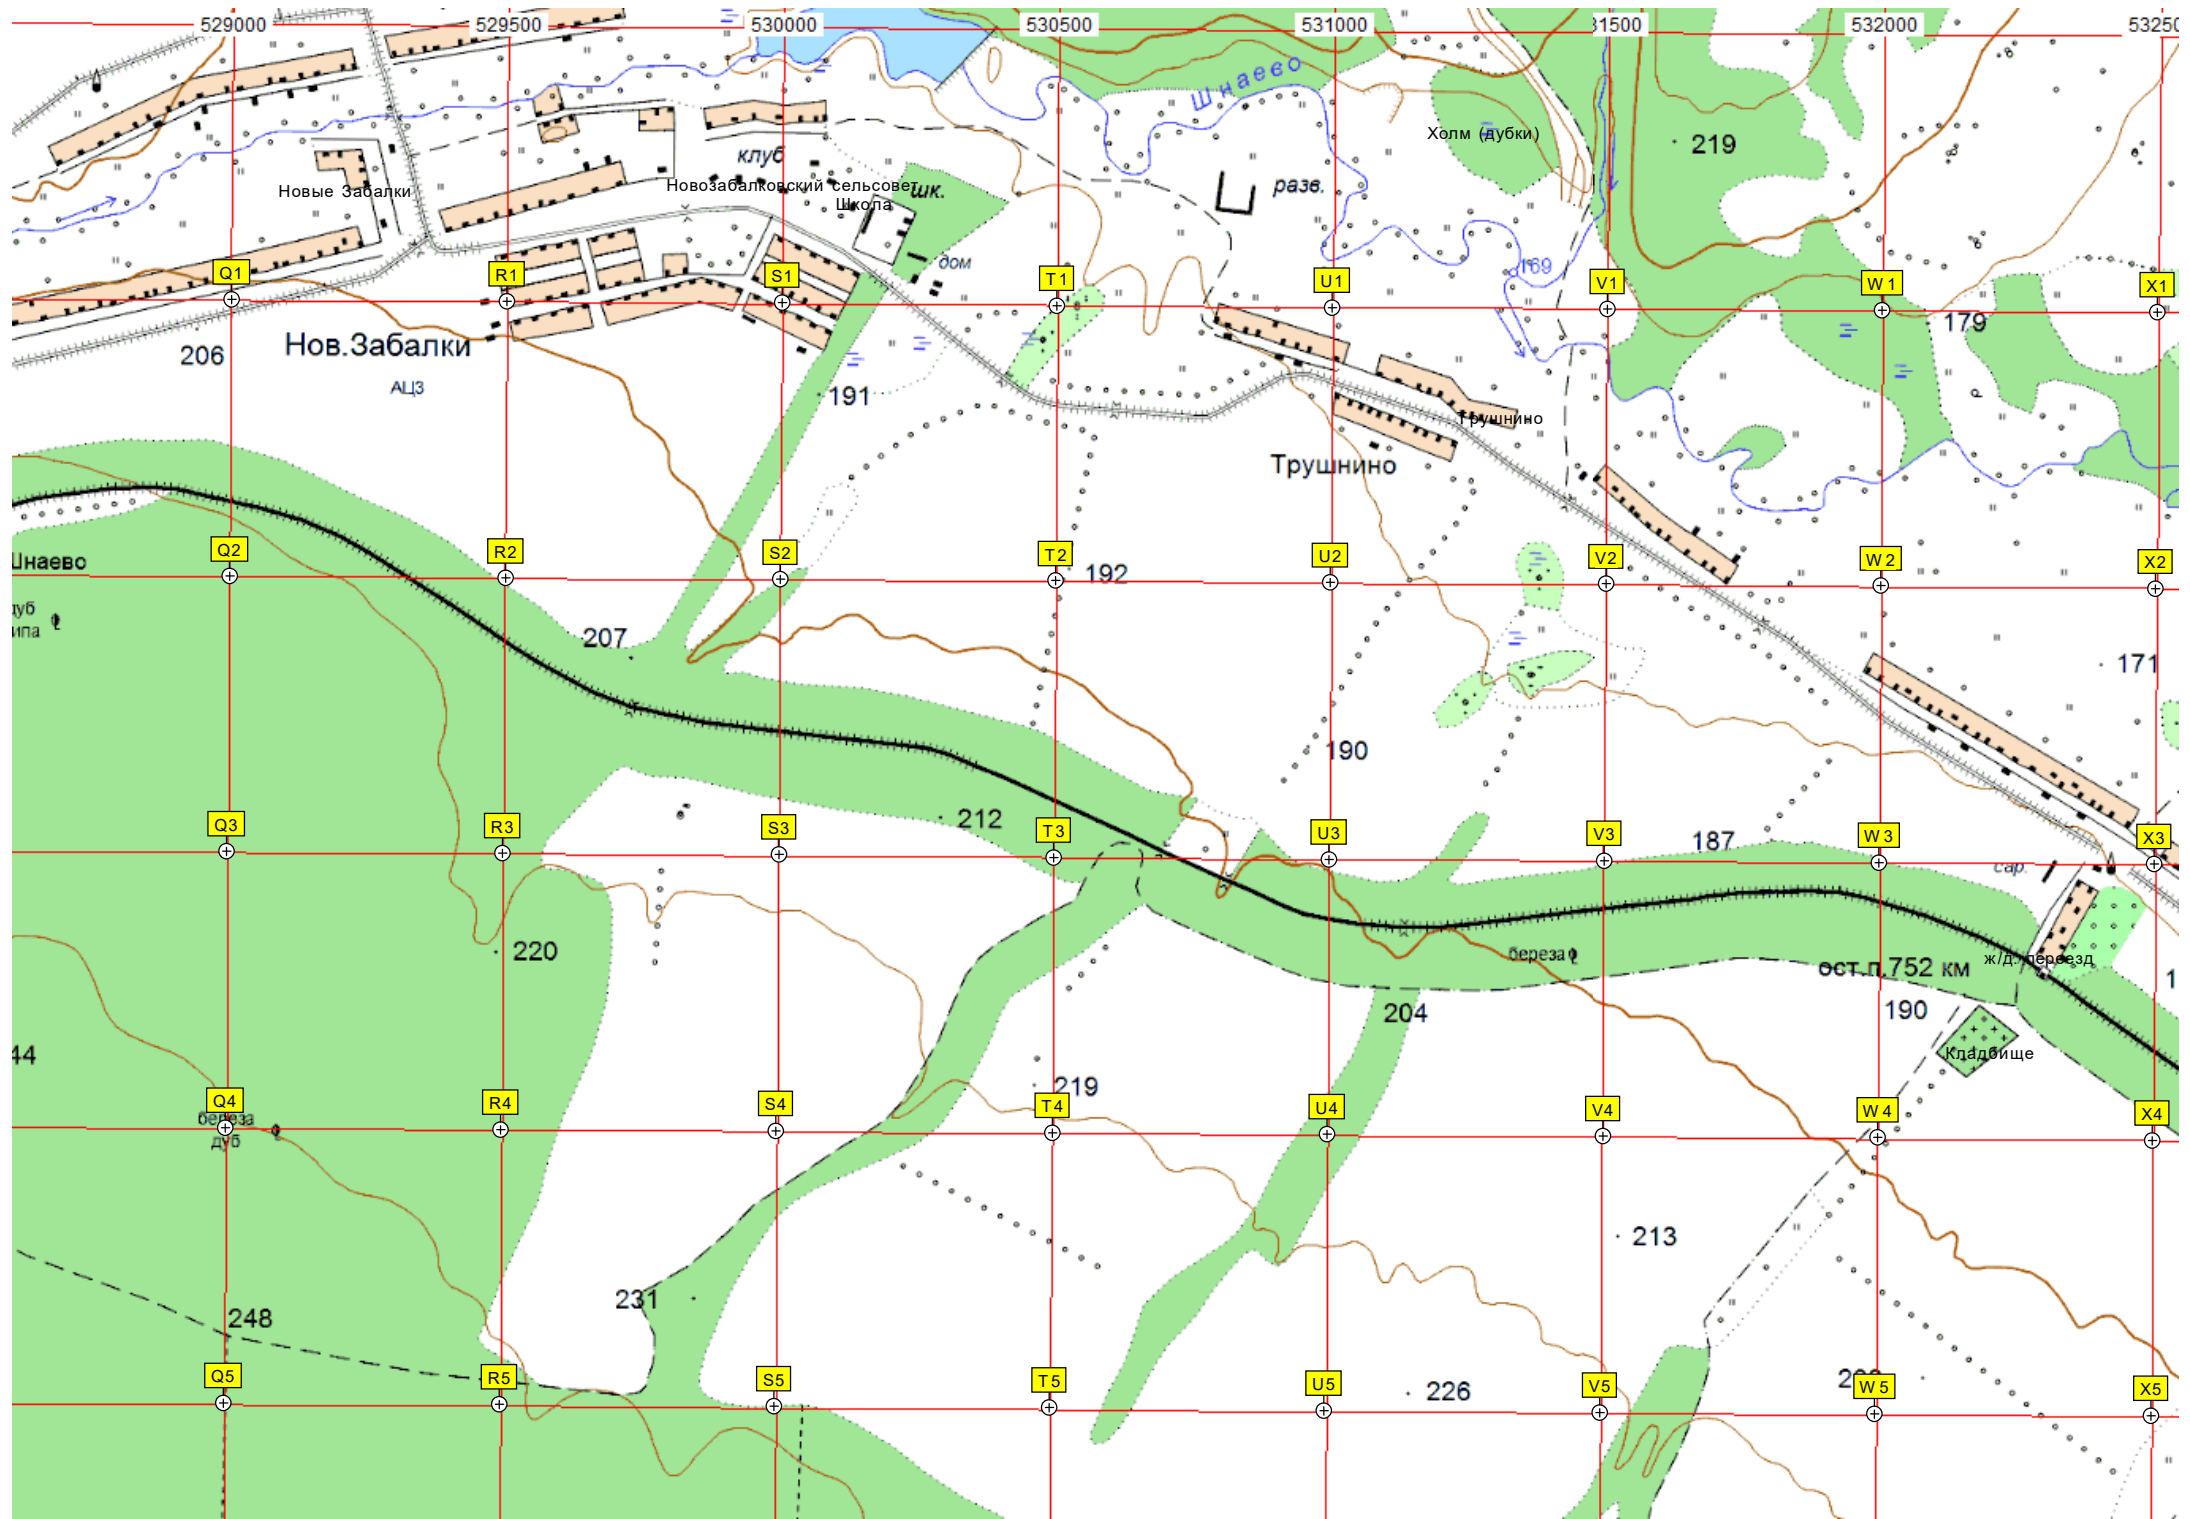 529000 529500 530000 530500 531000 31500 532000 53250
Шнаево
Холм (дубки)
219
клуб
Новые Забалки
Новозабалковский сельсовет
шк.
Школа
разв.
дом
169
Q1 R1 S1 T1 U1 V1 W1 X1
179
206
Нов.Забалки
АЦЗ
191
Трушнино
Трушнино
Q2 R2 S2 T2 U2 V2 W2 X2
Шнаево
192
дуб
207
171
190
Q3 R3 S3 T3 U3 V3 W3 X3
212
187
сар.
220
береза
ост.п.752 км
ж/д. переезд
1
204
190
44
Кладбище
219
Q4 R4 S4 T4 U4 V4 W4 X4
береза
дуб
213
231
248
Q5 R5 S5 T5 U5 V5 W5 X5
226